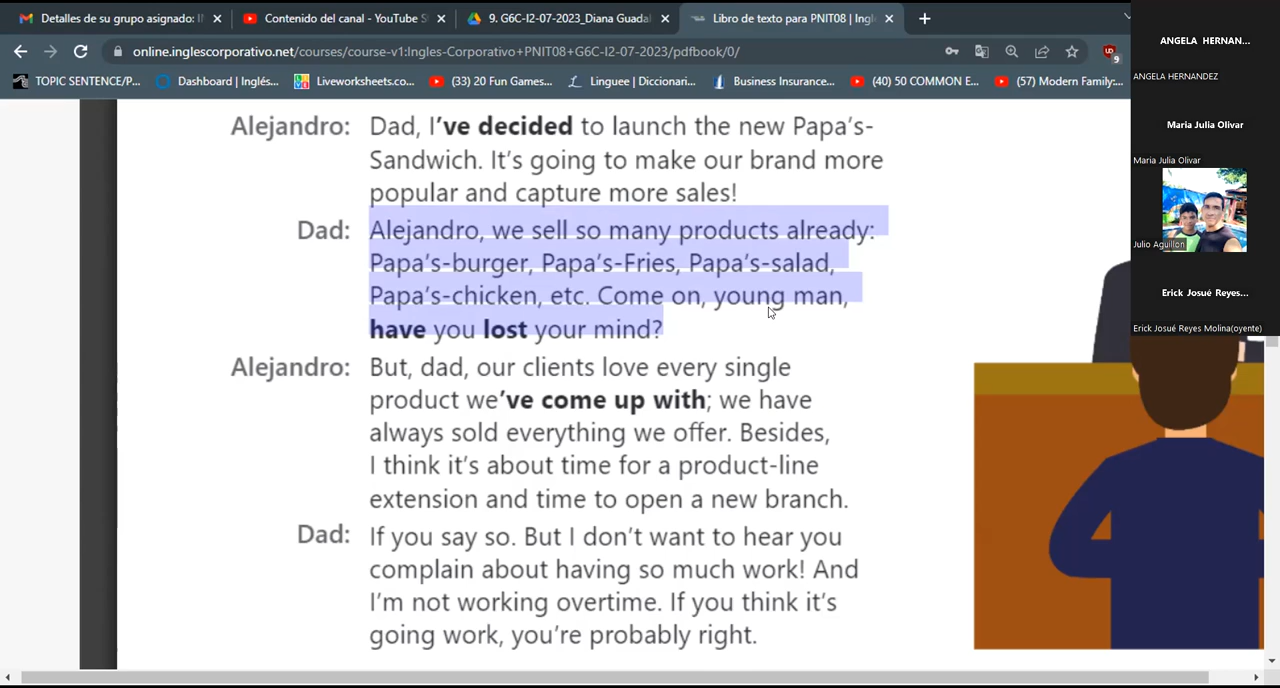 Detalles de su grupo asignado: I
Contenido del canal - YouTube S
9. G6C-I2-07-2023_Diana Guadal
Libro de texto para PNIT08 | Ingl
online.inglescorporativo.net/courses/course-v1:Ingles-Corporativo+PNIT08+G6C-I2-07-2023/pdfbook/0/
9
TOPIC SENTENCE/P...
Dashboard | Inglés...
Liveworksheets.co...
(33) 20 Fun Games...
Linguee | Diccionari...
Business Insurance...
(40) 50 COMMON E...
(57) Modern Family:...
ANGELA HERNAN...
ANGELA HERNANDEZ
Maria Julia Olivar
Maria Julia Olivar
Julio Aguillon
Erick Josué Reyes...
Erick Josué Reyes Molina(oyente)
Alejandro: Dad, I've decided to launch the new Papa's-
Sandwich. It's going to make our brand more
popular and capture more sales!
Dad: Alejandro, we sell so many products already:
Papa's-burger, Papa's-Fries, Papa's-salad,
Papa's-chicken, etc. Come on, young man,
have you lost your mind?
Alejandro: But, dad, our clients love every single
product we've come up with; we have
always sold everything we offer. Besides,
I think it's about time for a product-line
extension and time to open a new branch.
Dad: If you say so. But I don't want to hear you
complain about having so much work! And
I'm not working overtime. If you think it's
going work, you're probably right.